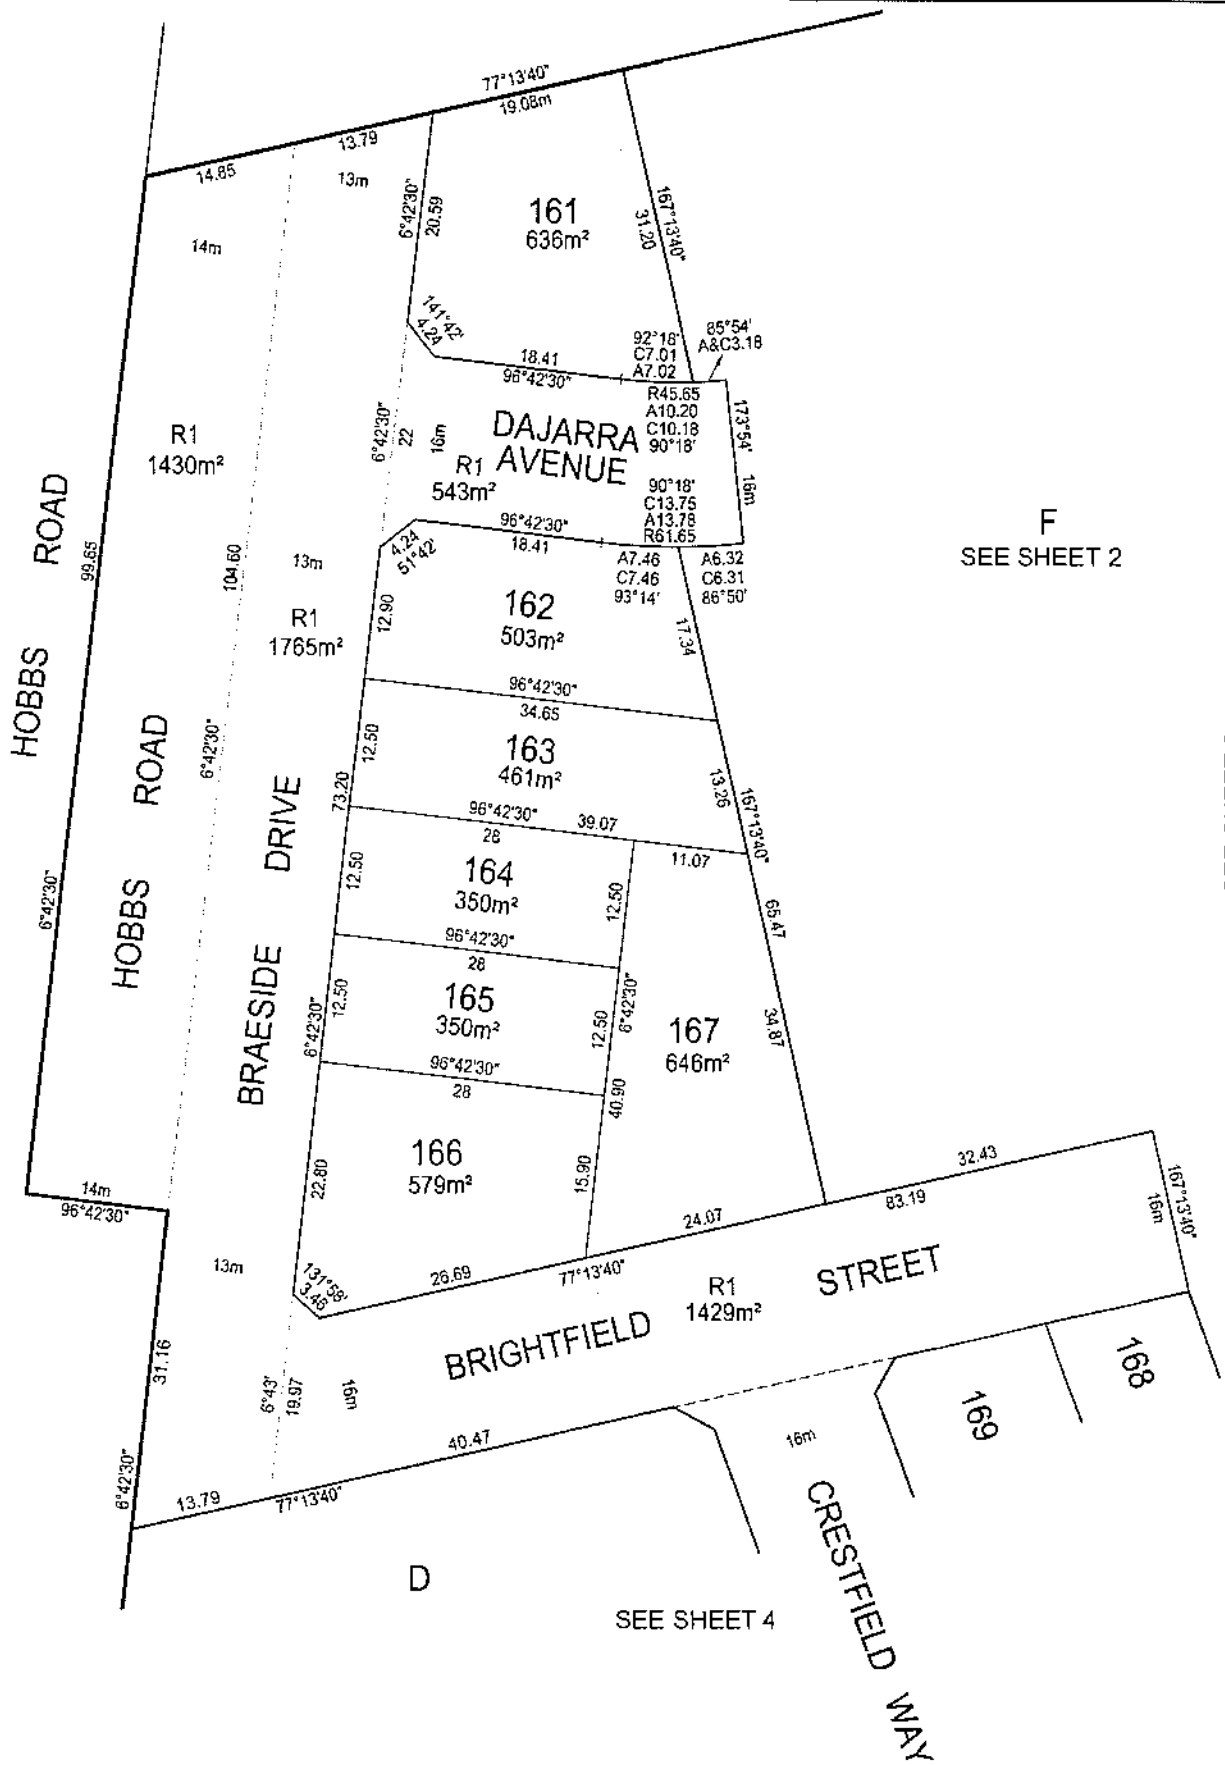 77°13'40"
19.08m
13.79
14.85
13m
14m
6°42'30"
20.59
161
636m²
167°13'40"
31.20
141°42'
4.24
18.41
96°42'30"
92°18'
C7.01
A7.02
85°54'
A&C3.18
R45.65
A10.20
C10.18
90°18'
173°54'
16m
DAJARRA
AVENUE
R1
543m²
6°42'30"
22
16m
90°18'
C13.75
A13.78
R61.65
R1
1430m²
HOBBS ROAD
99.65
6°42'30"
F
SEE SHEET 2
96°42'30"
18.41
4.24
51°42'
A7.46
C7.46
93°14'
A6.32
C6.31
86°50'
104.60
6°42'30"
13m
R1
1765m²
12.90
162
503m²
17.34
96°42'30"
34.65
12.50
163
461m²
13.26
167°13'40"
73.20
96°42'30"
39.07
28
11.07
HOBBS ROAD
BRAESIDE DRIVE
12.50
164
350m²
12.50
65.47
96°42'30"
28
12.50
165
350m²
12.50
6°42'30"
6°42'30"
167
646m²
34.87
96°42'30"
28
40.90
166
579m²
22.80
15.90
14m
96°42'30"
32.43
83.19
167°13'40"
16m
24.07
77°13'40"
26.69
131°58'
3.46
13m
R1
1429m²
BRIGHTFIELD STREET
31.16
6°43'
19.97
16m
6°42'30"
40.47
13.79
77°13'40"
16m
169
168
CRESTFIELD WAY
D
SEE SHEET 4